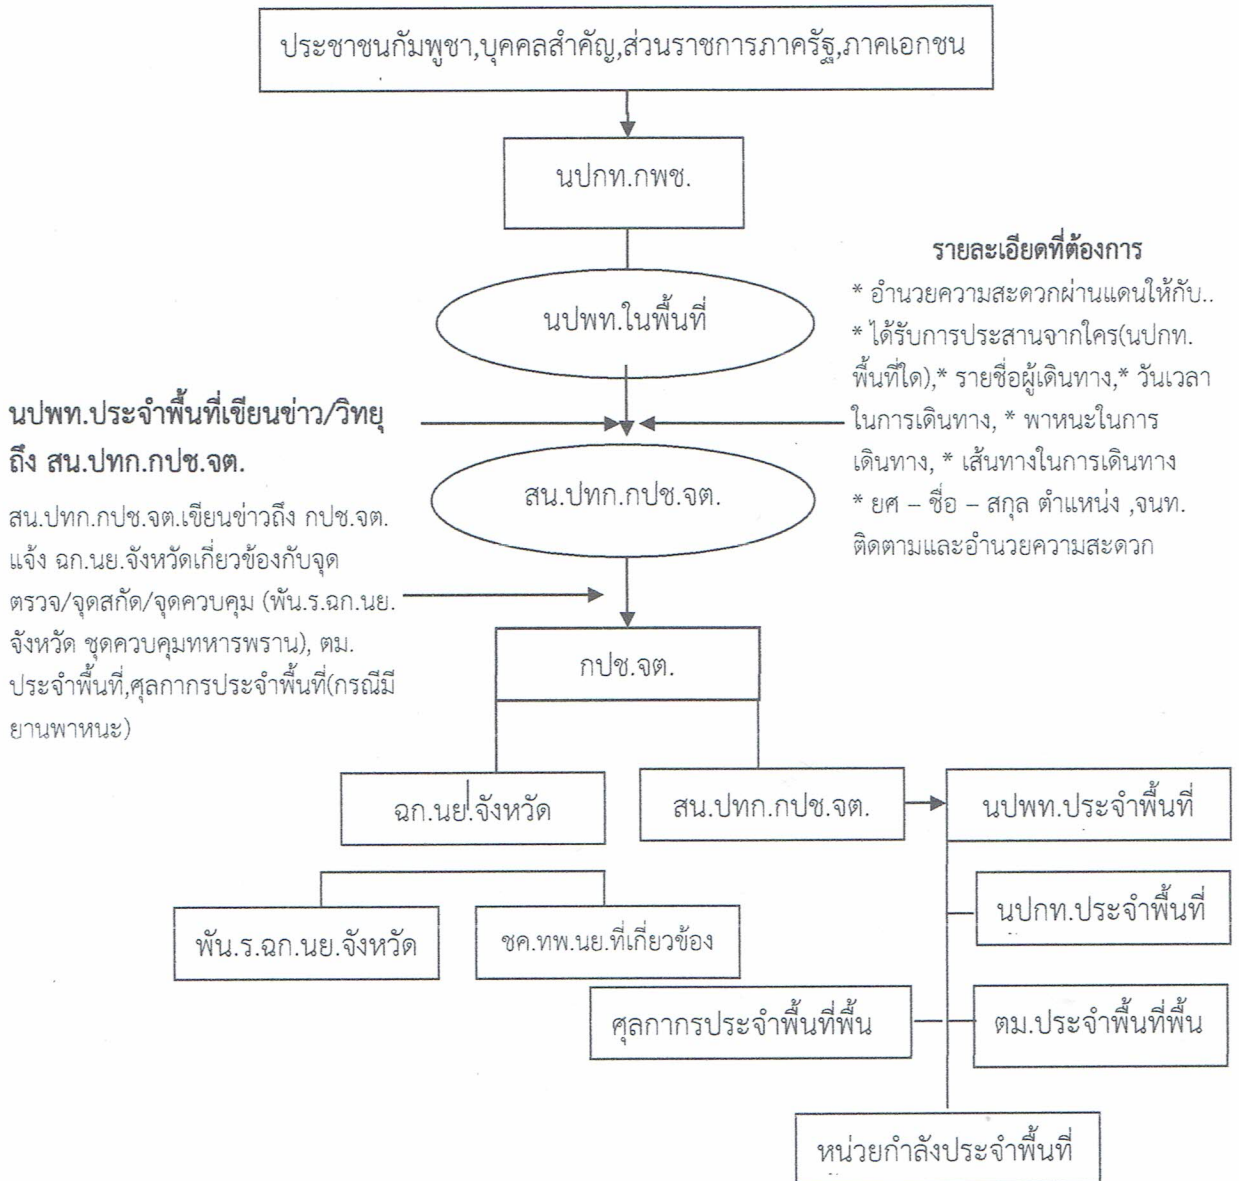 ประชาชนกัมพูชา,บุคคลสำคัญ,ส่วนราชการภาครัฐ,ภาคเอกชน
นปกท.กพช.
นปพท.ในพื้นที่
รายละเอียดที่ต้องการ
* อำนวยความสะดวกผ่านแดนให้กับ..
* ได้รับการประสานจากใคร(นปกท.
พื้นที่ใด),* รายชื่อผู้เดินทาง,* วันเวลา
ในการเดินทาง, * พาหนะในการ
เดินทาง, * เส้นทางในการเดินทาง
* ยศ – ชื่อ – สกุล ตำแหน่ง ,จนท.
ติดตามและอำนวยความสะดวก
นปพท.ประจำพื้นที่เขียนข่าว/วิทยุ
ถึง สน.ปทก.กปช.จต.
สน.ปทก.กปช.จต.เขียนข่าวถึง กปช.จต.
แจ้ง ฉก.นย.จังหวัดเกี่ยวข้องกับจุด
ตรวจ/จุดสกัด/จุดควบคุม (พัน.ร.ฉก.นย.
จังหวัด ชุดควบคุมทหารพราน), ตม.
ประจำพื้นที่,ศุลกากรประจำพื้นที่(กรณีมี
ยานพาหนะ)
สน.ปทก.กปช.จต.
กปช.จต.
ฉก.นย.จังหวัด
สน.ปทก.กปช.จต.
นปพท.ประจำพื้นที่
พัน.ร.ฉก.นย.จังหวัด
ชค.ทพ.นย.ที่เกี่ยวข้อง
นปกท.ประจำพื้นที่
ศุลกากรประจำพื้นที่พื้น
ตม.ประจำพื้นที่พื้น
หน่วยกำลังประจำพื้นที่